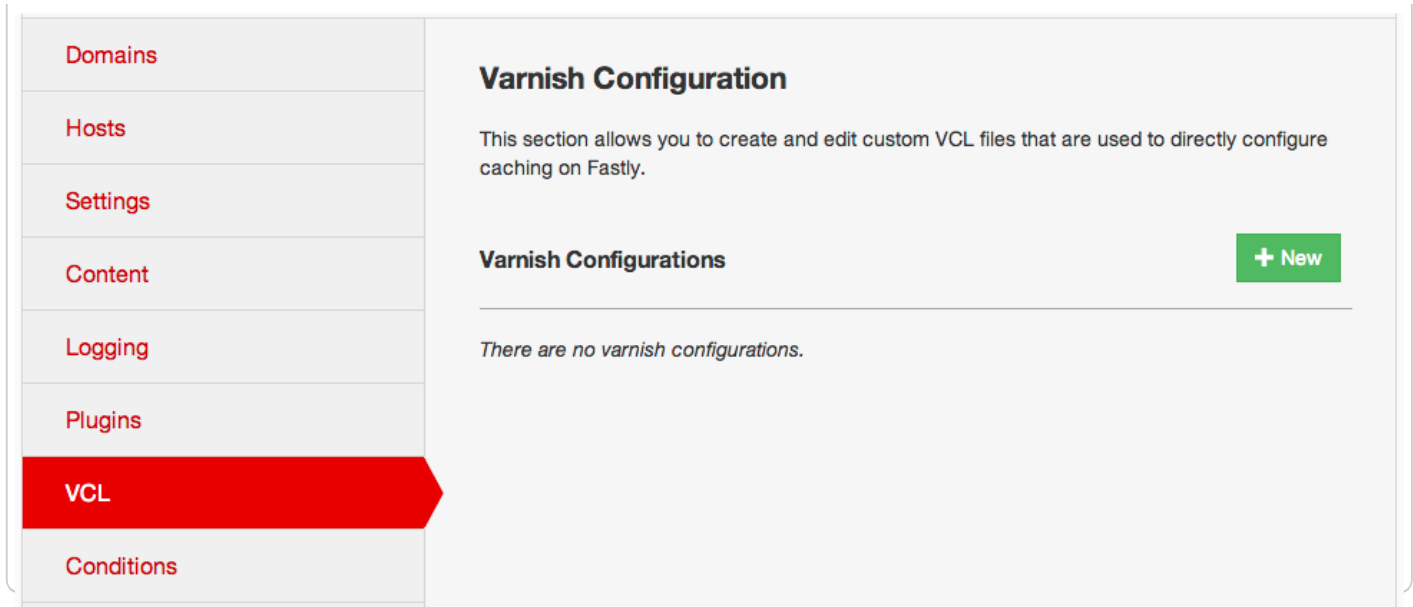 Domains
Hosts
Settings
Content
Logging
Plugins
VCL
Conditions
Varnish Configuration
This section allows you to create and edit custom VCL files that are used to directly configure
caching on Fastly.
Varnish Configurations
+ New
There are no varnish configurations.